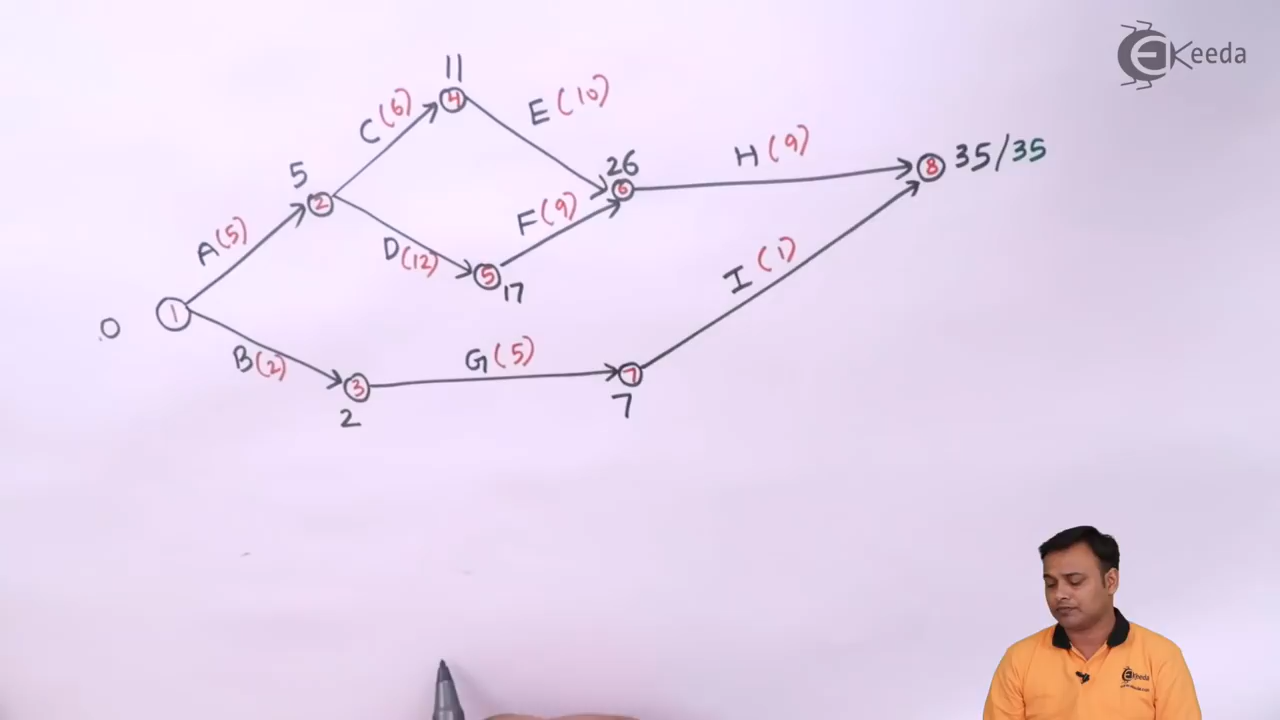 EKeeda
11
4
C(6)
E(10)
5
2
26
6
H(9)
8
35/35
A(5)
F(9)
D(12)
5
17
I(1)
0
1
B(2)
3
2
G(5)
7
7
EKeeda